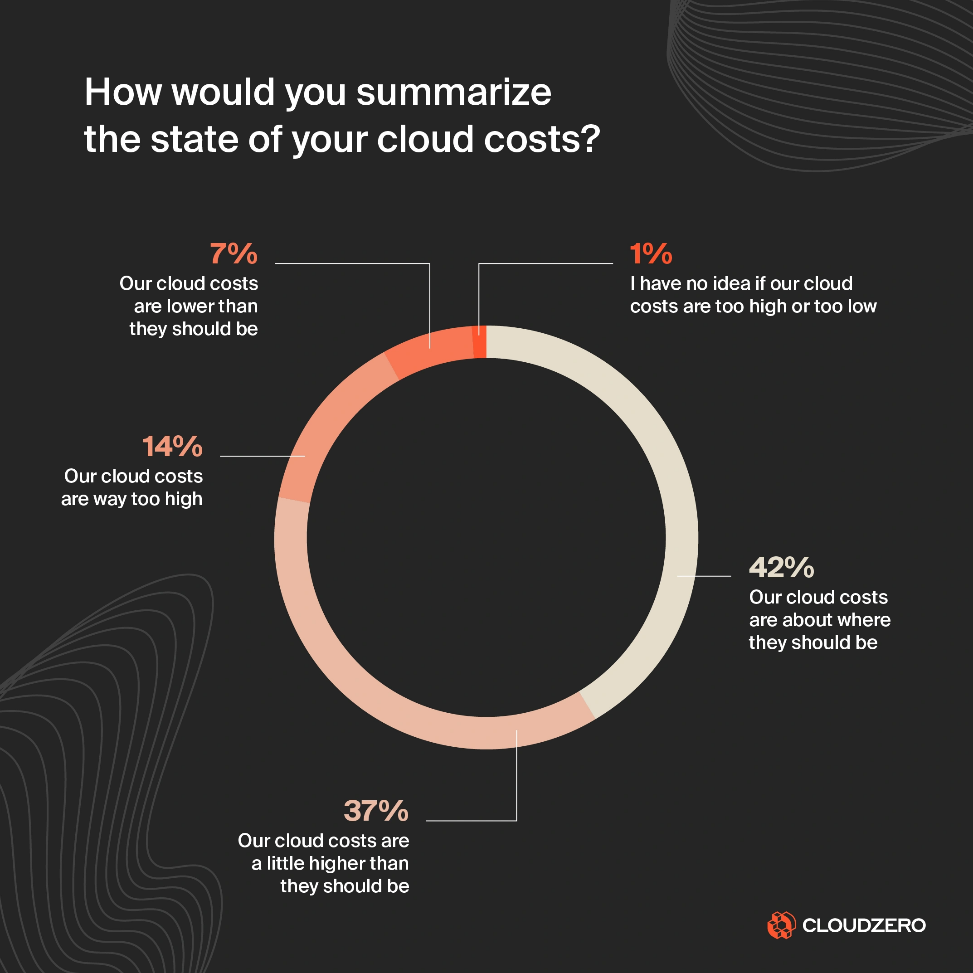 How would you summarize
the state of your cloud costs?
7%
Our cloud costs
are lower than
they should be
1%
I have no idea if our cloud
costs are too high or too low
14%
Our cloud costs
are way too high
42%
Our cloud costs
are about where
they should be
37%
Our cloud costs are
a little higher than
they should be
CLOUDZERO